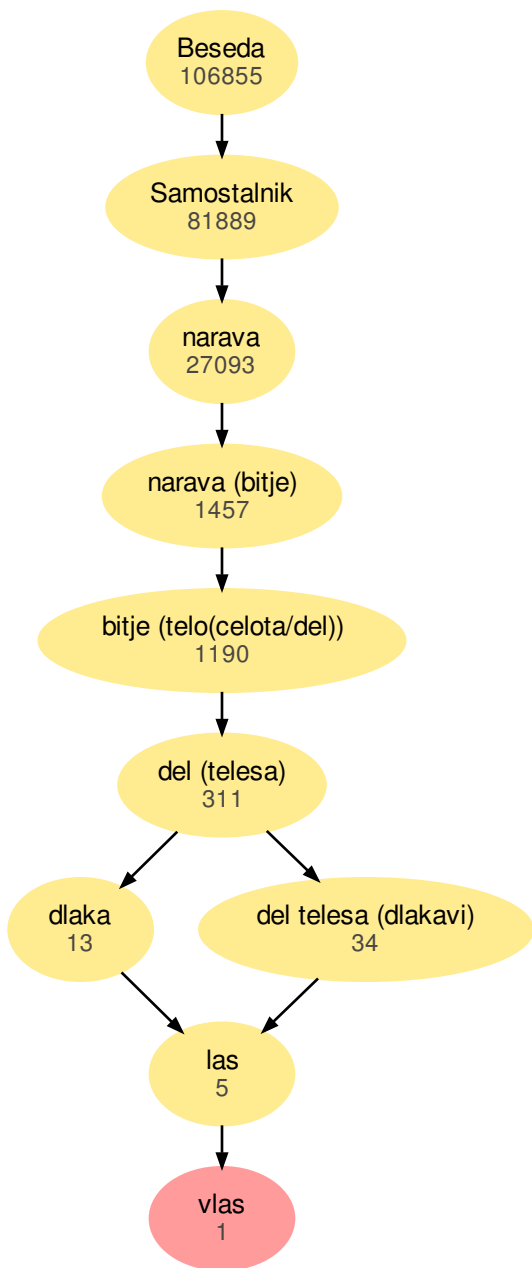 Beseda
106855
Samostalnik
81889
narava
27093
narava (bitje)
1457
bitje (telo(celota/del))
1190
del (telesa)
311
dlaka
13
del telesa (dlakavi)
34
las
5
vlas
1